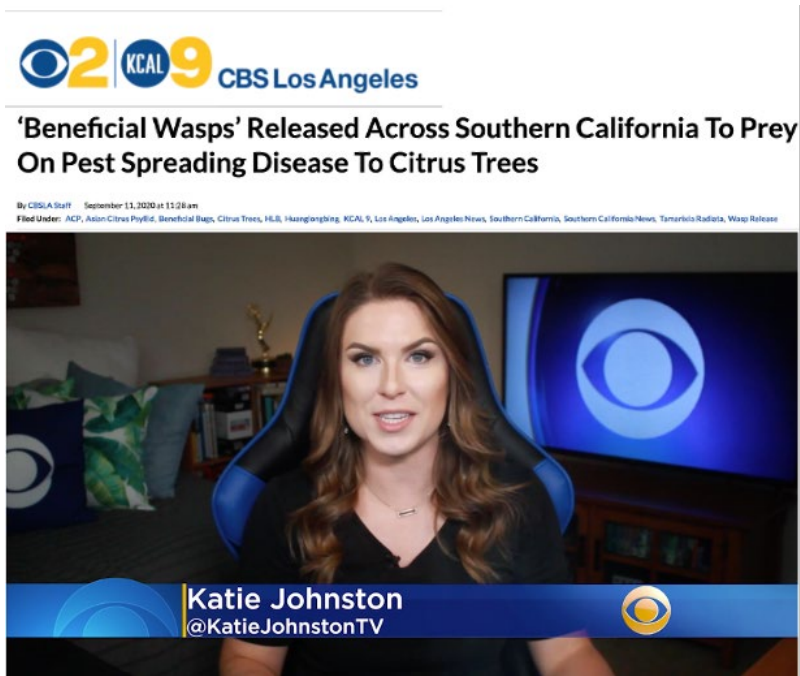 2 KCAL 9 CBS Los Angeles
‘Beneficial Wasps’ Released Across Southern California To Prey
On Pest Spreading Disease To Citrus Trees
By CBSLA Staff September 11, 2020 at 11:28 am
Filed Under: ACP, Asian Citrus Psyllid, Beneficial Bugs, Citrus Trees, HLB, Huanglongbing, KCAL 9, Los Angeles, Los Angeles News, Southern California, Southern California News, Tamarixia Radiata, Wasp Release
Katie Johnston
@KatieJohnstonTV